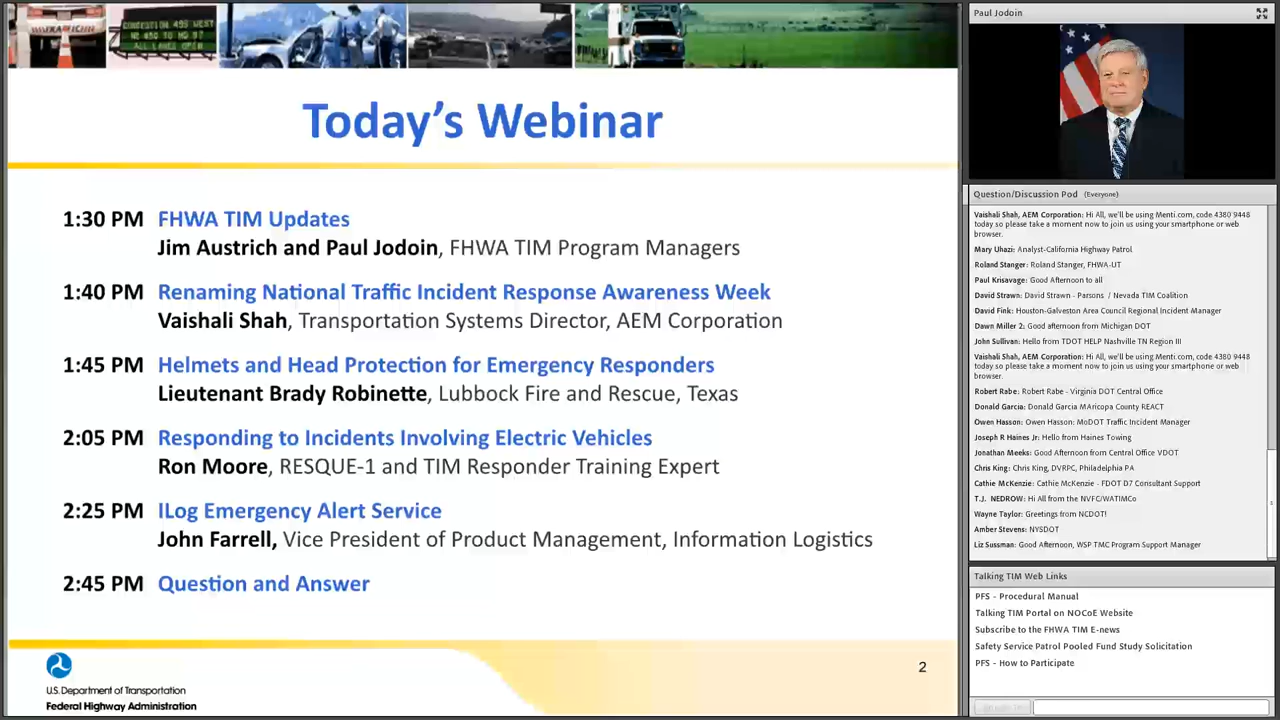 CONGESTION 495 WEST
NE 450 TO MD 97
ALL LANES OPEN
Today's Webinar
1:30 PM FHWA TIM Updates
Jim Austrich and Paul Jodoin, FHWA TIM Program Managers
1:40 PM Renaming National Traffic Incident Response Awareness Week
Vaishali Shah, Transportation Systems Director, AEM Corporation
1:45 PM Helmets and Head Protection for Emergency Responders
Lieutenant Brady Robinette, Lubbock Fire and Rescue, Texas
2:05 PM Responding to Incidents Involving Electric Vehicles
Ron Moore, RESQUE-1 and TIM Responder Training Expert
2:25 PM ILog Emergency Alert Service
John Farrell, Vice President of Product Management, Information Logistics
2:45 PM Question and Answer
U.S. Department of Transportation
Federal Highway Administration
2
Paul Jodoin
Question/Discussion Pod (Everyone)
Vaishali Shah, AEM Corporation: Hi All, we'll be using Menti.com, code 4380 9448
today so please take a moment now to join us using your smartphone or web
browser.
Mary Uhazi: Analyst-California Highway Patrol
Roland Stanger: Roland Stanger, FHWA-UT
Paul Krisavage: Good Afternoon to all
David Strawn: David Strawn - Parsons / Nevada TIM Coalition
David Fink: Houston-Galveston Area Council Regional Incident Manager
Dawn Miller 2: Good afternoon from Michigan DOT
John Sullivan: Hello from TDOT HELP Nashville TN Region III
Vaishali Shah, AEM Corporation: Hi All, we'll be using Menti.com, code 4380 9448
today so please take a moment now to join us using your smartphone or web
browser.
Robert Rabe: Robert Rabe - Virginia DOT Central Office
Donald Garcia: Donald Garcia MAricopa County REACT
Owen Hasson: Owen Hasson: MoDOT Traffic Incident Manager
Joseph R Haines Jr: Hello from Haines Towing
Jonathan Meeks: Good Afternoon from Central Office VDOT
Chris King: Chris King, DVRPC, Philadelphia PA
Cathie McKenzie: Cathie McKenzie - FDOT D7 Consultant Support
T.J. NEDROW: Hi All from the NVFC/WATIMCo
Wayne Taylor: Greetings from NCDOT!
Amber Stevens: NYSDOT
Liz Sussman: Good Afternoon, WSP TMC Program Support Manager
Talking TIM Web Links
PFS - Procedural Manual
Talking TIM Portal on NOCoE Website
Subscribe to the FHWA TIM E-news
Safety Service Patrol Pooled Fund Study Solicitation
PFS - How to Participate